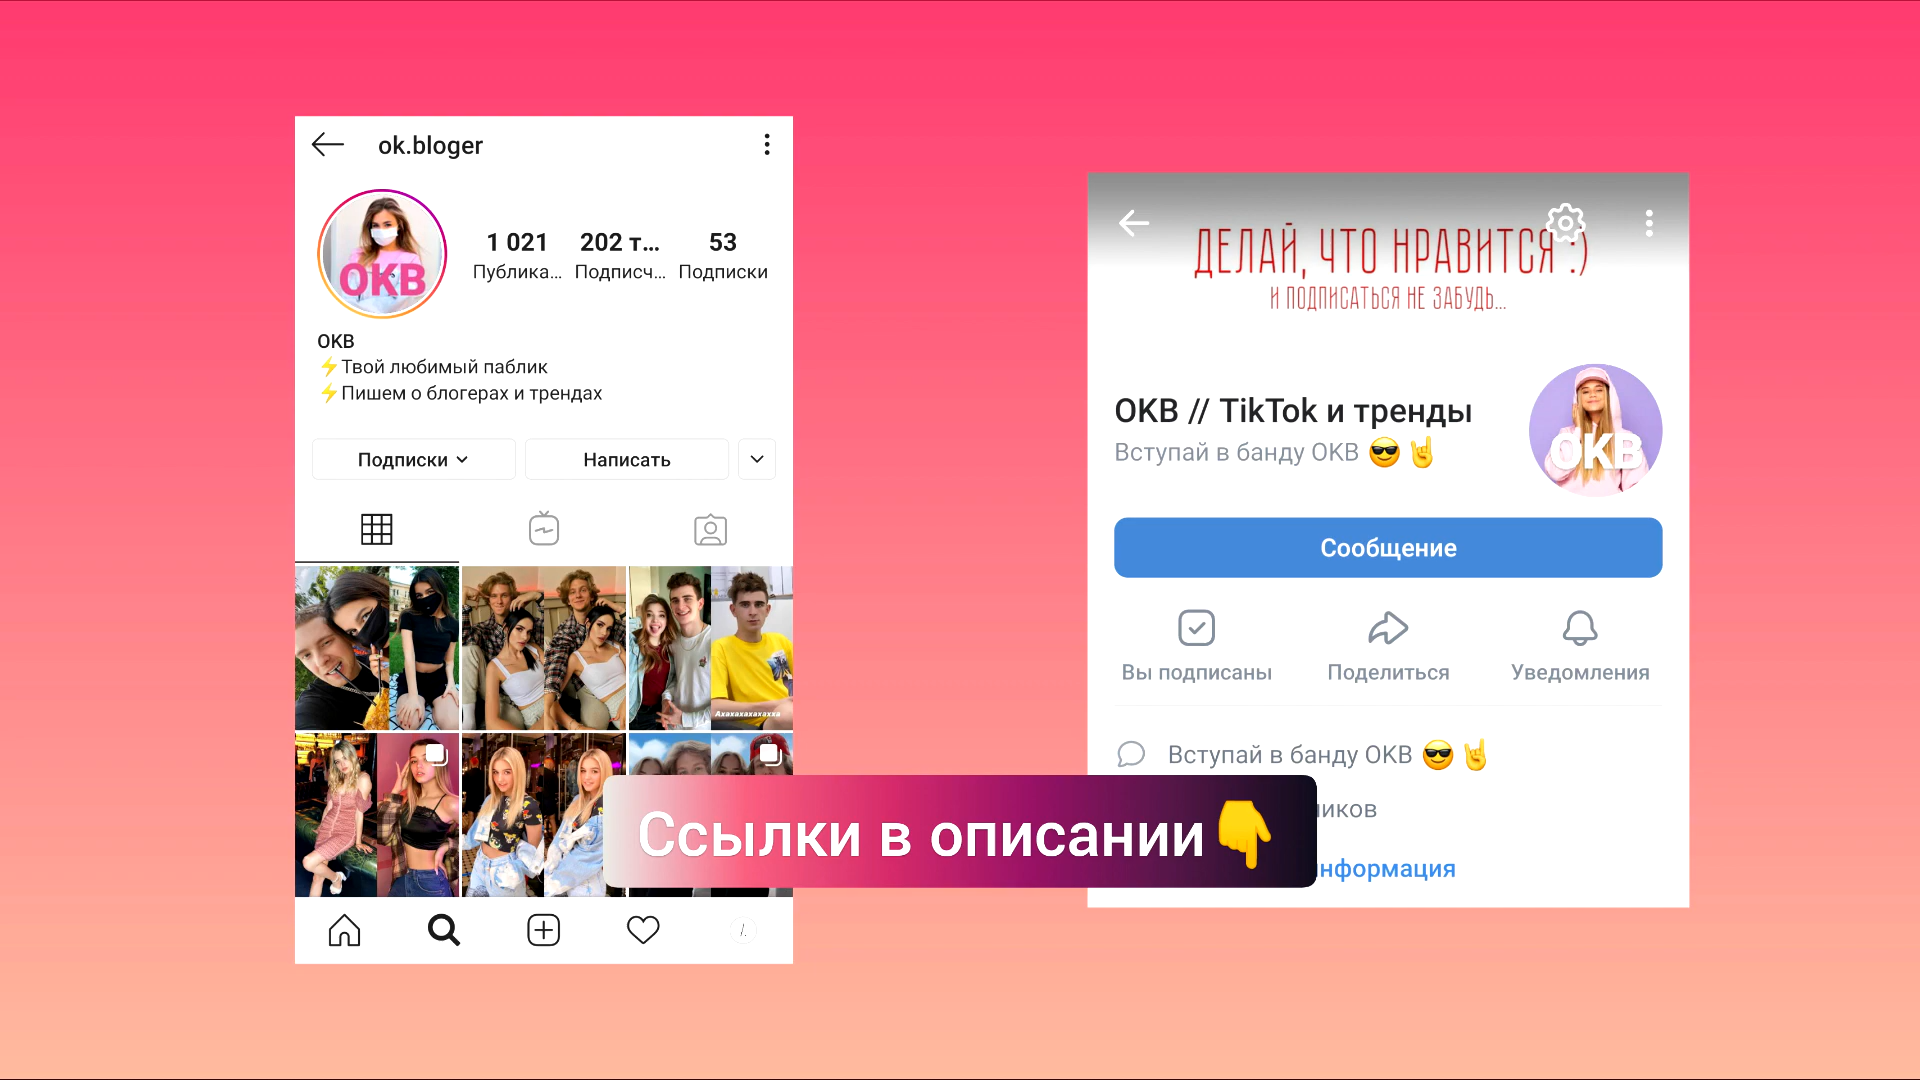 ok.bloger
1 021
202 т...
53
Публика...
Подписч...
Подписки
OKB
OKB
⚡Твой любимый паблик
⚡Пишем о блогерах и трендах
Подписки
Написать
Ахахахахахахха
ДЕЛАЙ, ЧТО НРАВИТСЯ :)
И ПОДПИСАТЬСЯ НЕ ЗАБУДЬ...
OKB // TikTok и тренды
Вступай в банду OKB 😎🤘
OKB
Сообщение
Вы подписаны
Поделиться
Уведомления
Вступай в банду OKB 😎🤘
иков
нформация
Ссылки в описании👇